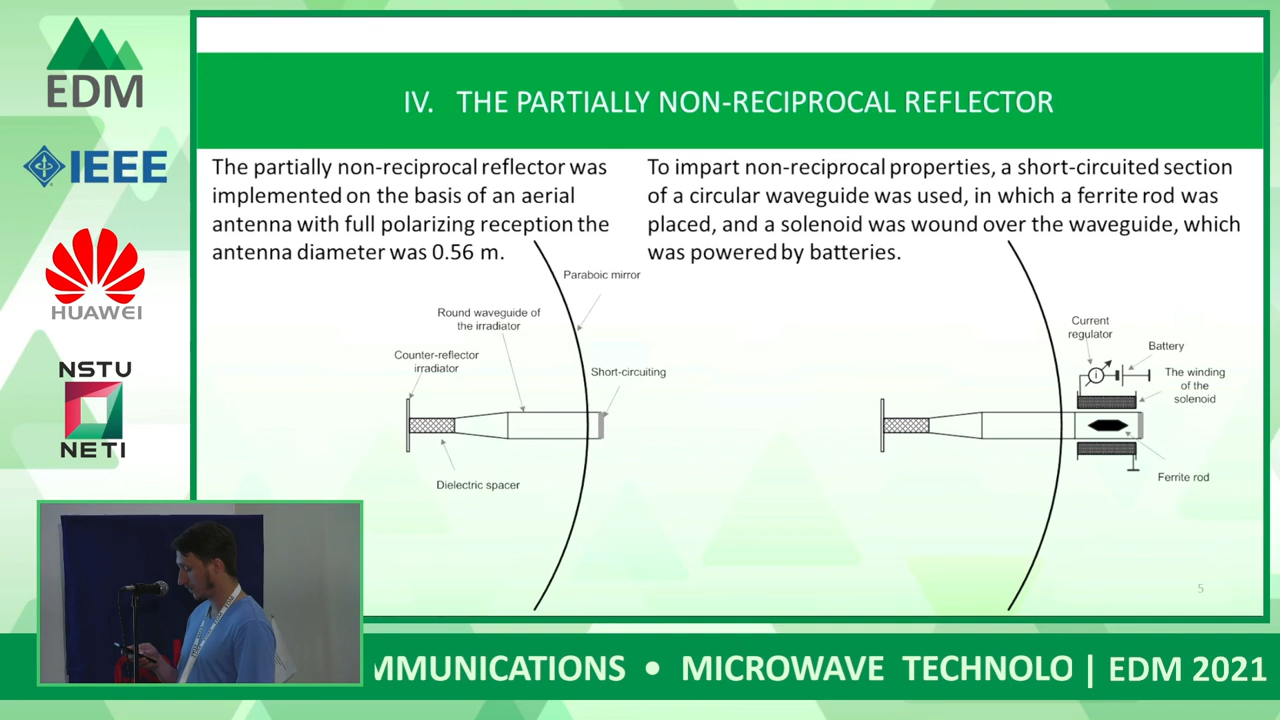 EDM
IEEE
HUAWEI
NSTU
NETI
IV. THE PARTIALLY NON-RECIPROCAL REFLECTOR
The partially non-reciprocal reflector was
implemented on the basis of an aerial
antenna with full polarizing reception the
antenna diameter was 0.56 m.
To impart non-reciprocal properties, a short-circuited section
of a circular waveguide was used, in which a ferrite rod was
placed, and a solenoid was wound over the waveguide, which
was powered by batteries.
Paraboic mirror
Round waveguide of
the irradiator
Counter-reflector
irradiator
Short-circuiting
Dielectric spacer
Current
regulator
Battery
The winding
of the
solenoid
I
Ferrite rod
5
MMUNICATIONS • MICROWAVE TECHNOLO | EDM 2021